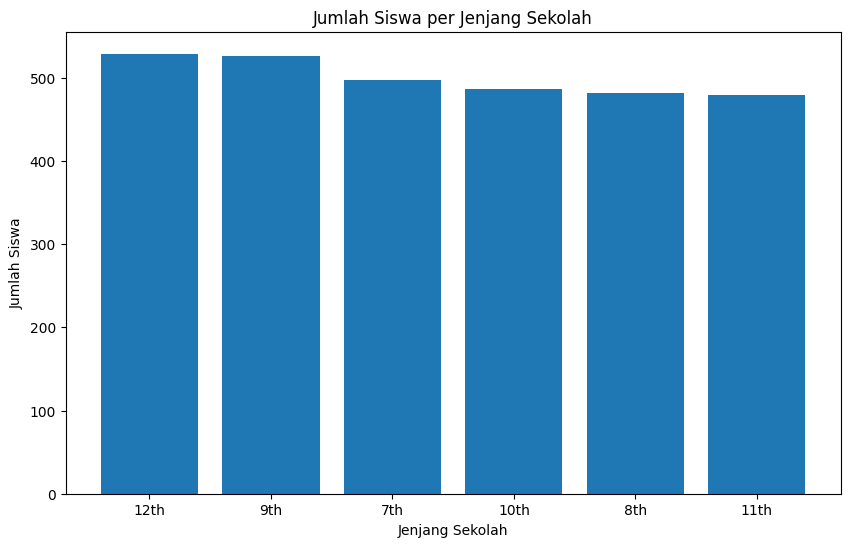 Jumlah Siswa per Jenjang Sekolah
Jumlah Siswa
500
400
300
200
100
0
12th 9th 7th 10th 8th 11th
Jenjang Sekolah